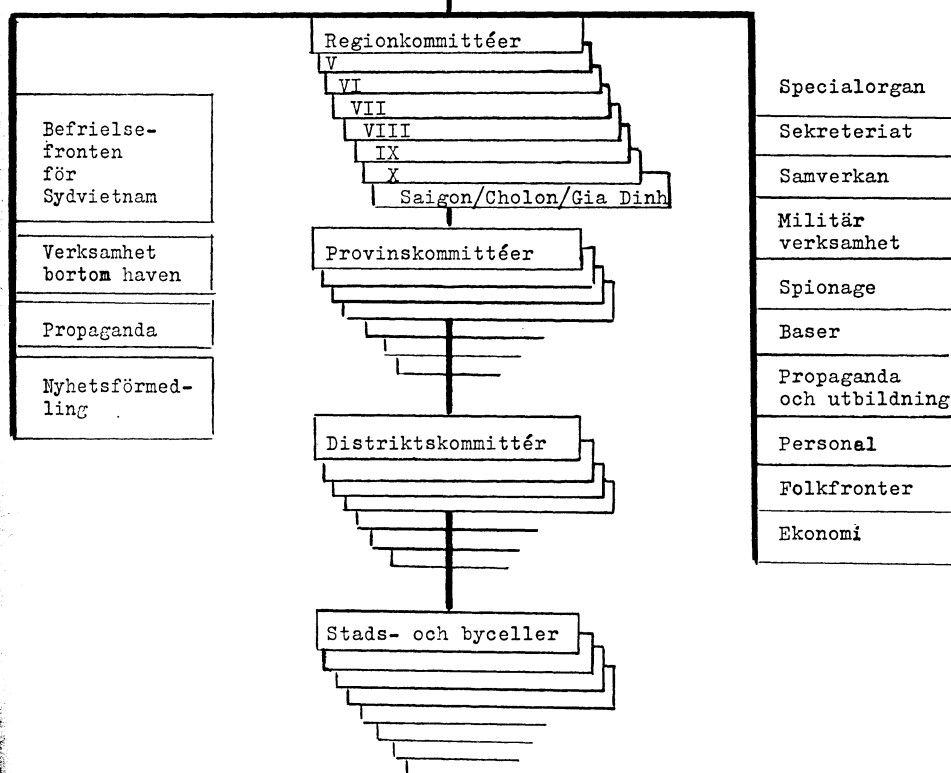 Regionkommittéer
V
VI
VII
VIII
IX
X
Saigon/Cholon/Gia Dinh
Befrielse-
fronten
för
Sydvietnam
Verksamhet
bortom haven
Propaganda
Nyhetsförmed-
ling
Provinskommittéer
Distriktskommittér
Stads- och byceller
Specialorgan
Sekreteriat
Samverkan
Militär
verksamhet
Spionage
Baser
Propaganda
och utbildning
Personal
Folkfronter
Ekonomi